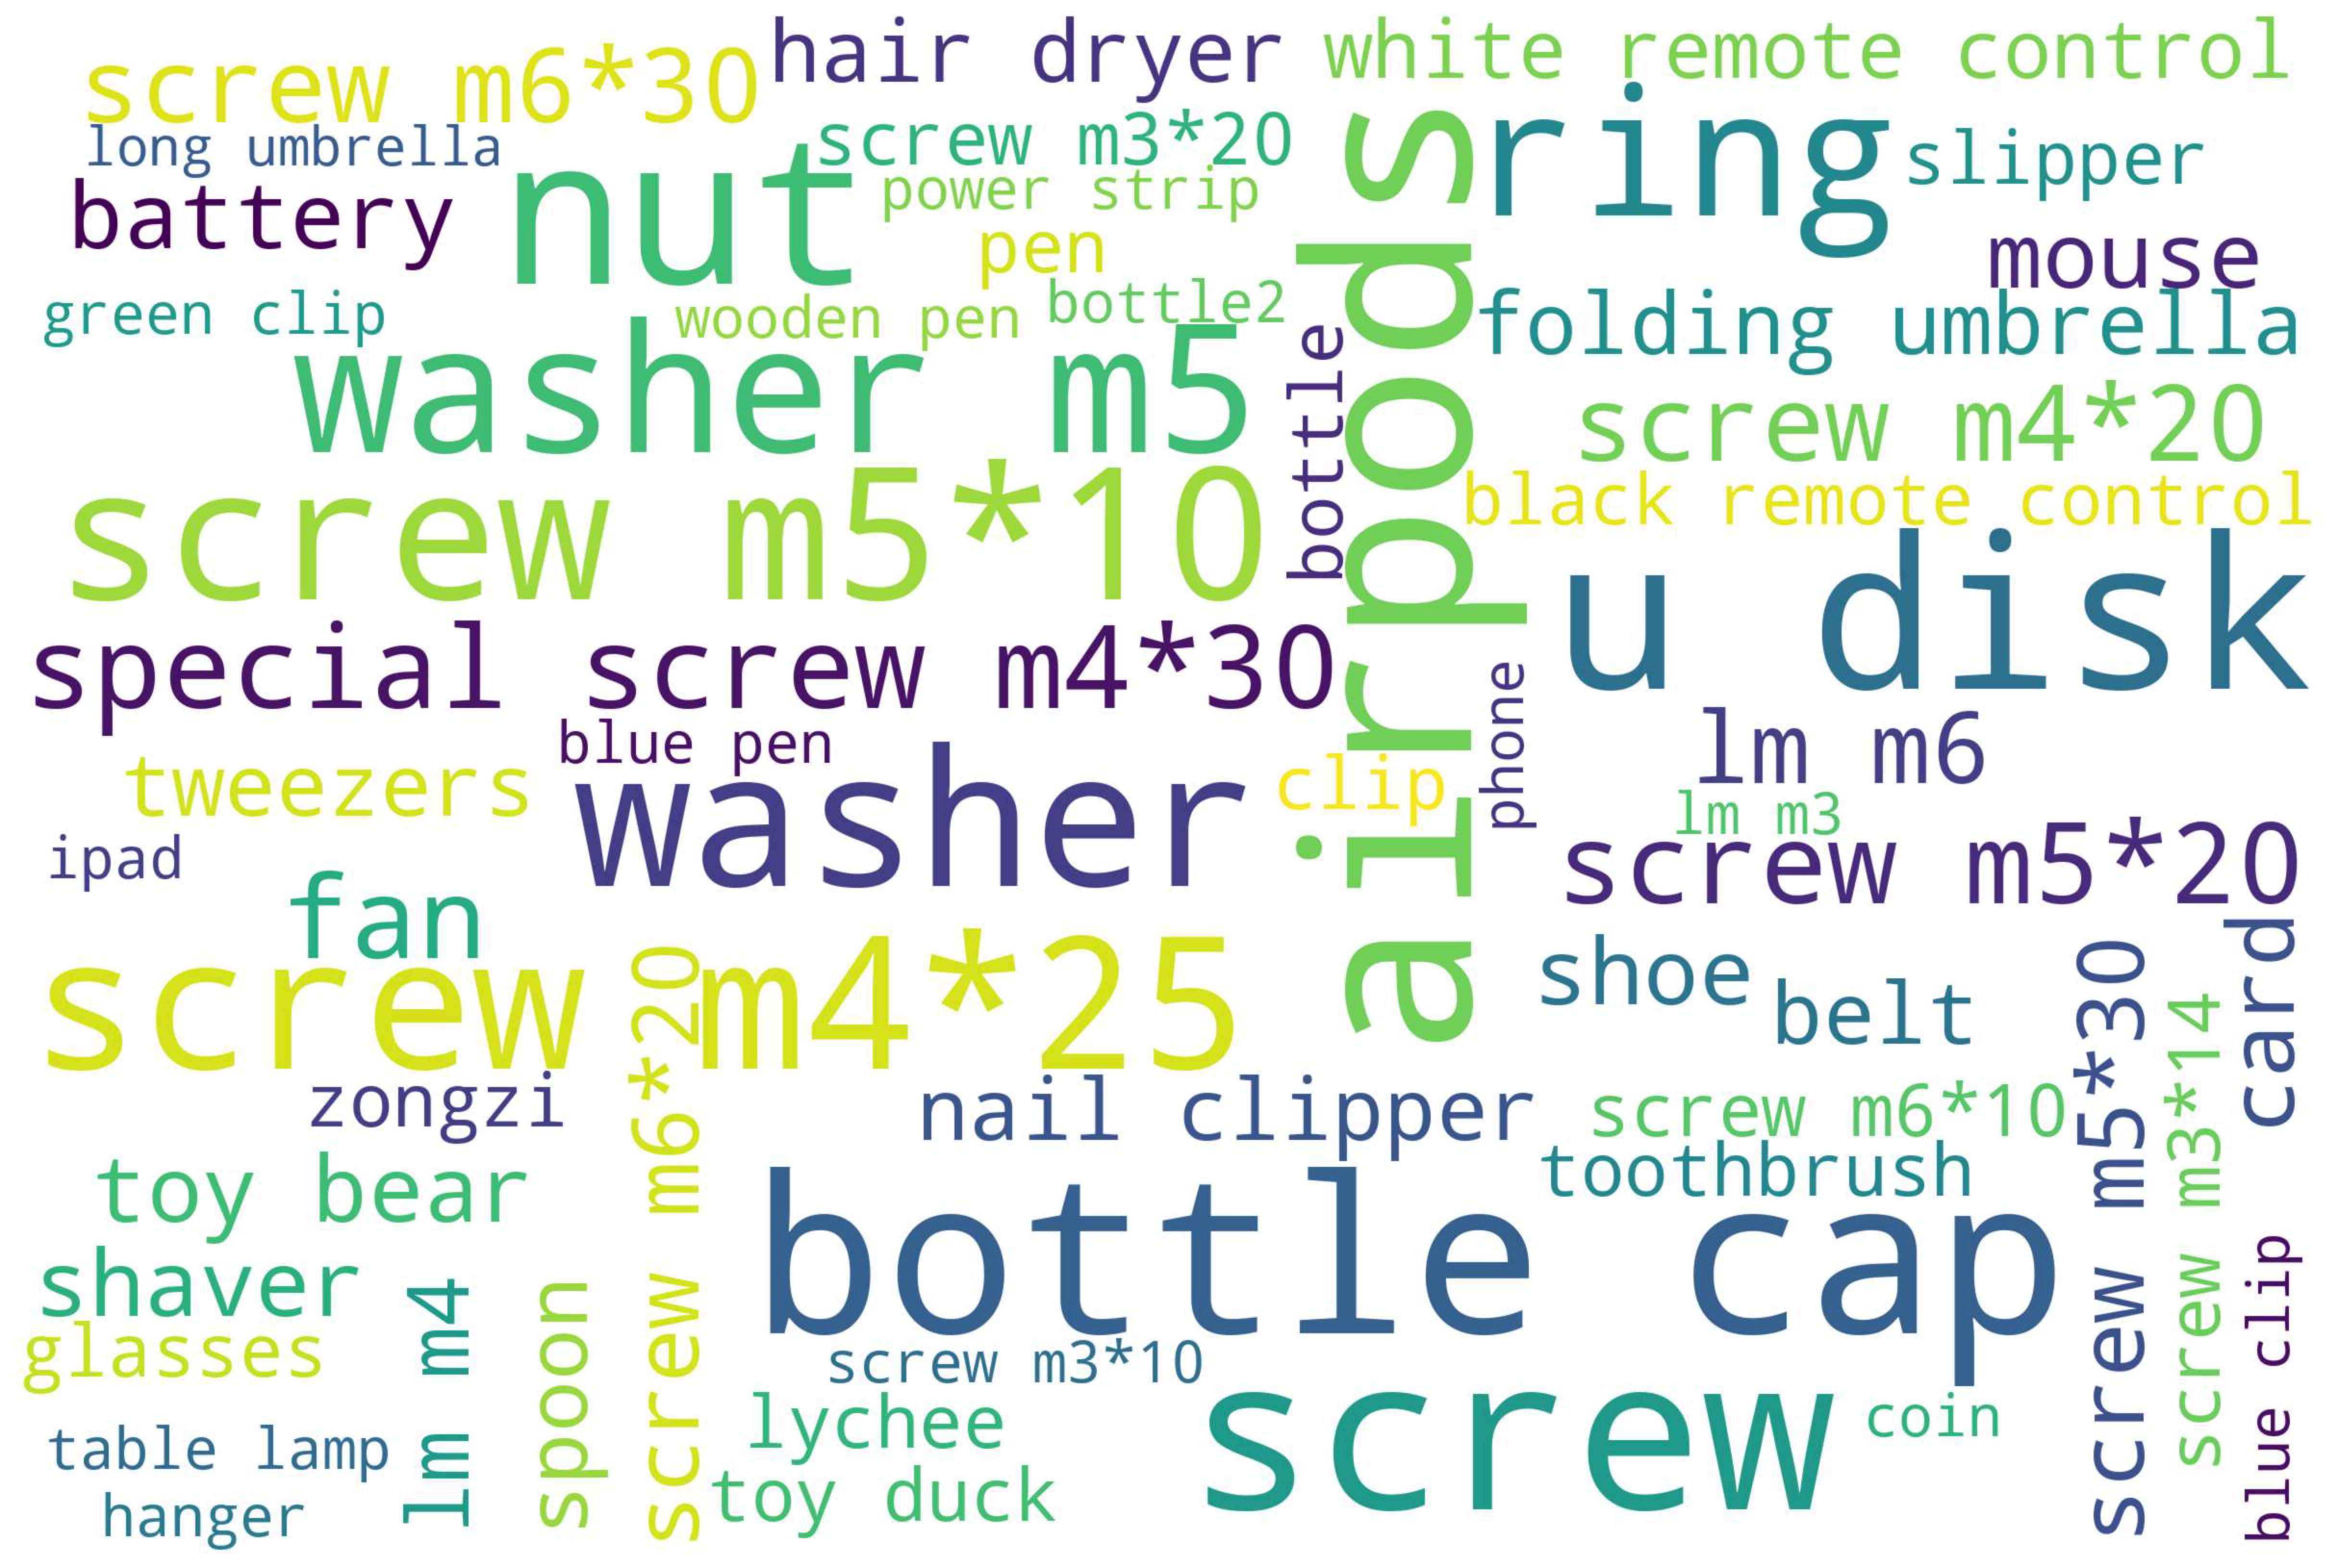 screw m6*30
hair dryer
white remote control
long umbrella
screw m3*20
ring
slipper
battery
nut
power strip
pen
mouse
green clip
wooden pen
bottle2
folding umbrella
washer m5
bottle
airpods
screw m4*20
screw m5*10
black remote control
u disk
special screw m4*30
blue pen
phone
lm m6
tweezers
washer
clip
lm m3
ipad
screw m5*20
fan
screw m4*25
shoe
belt
card
zongzi
screw m6*20
nail clipper
screw m6*10
screw m5*30
screw m3*14
toy bear
toothbrush
bottle cap
shaver
lm m4
spoon
glasses
screw m3*10
blue clip
table lamp
lychee
screw
coin
hanger
toy duck